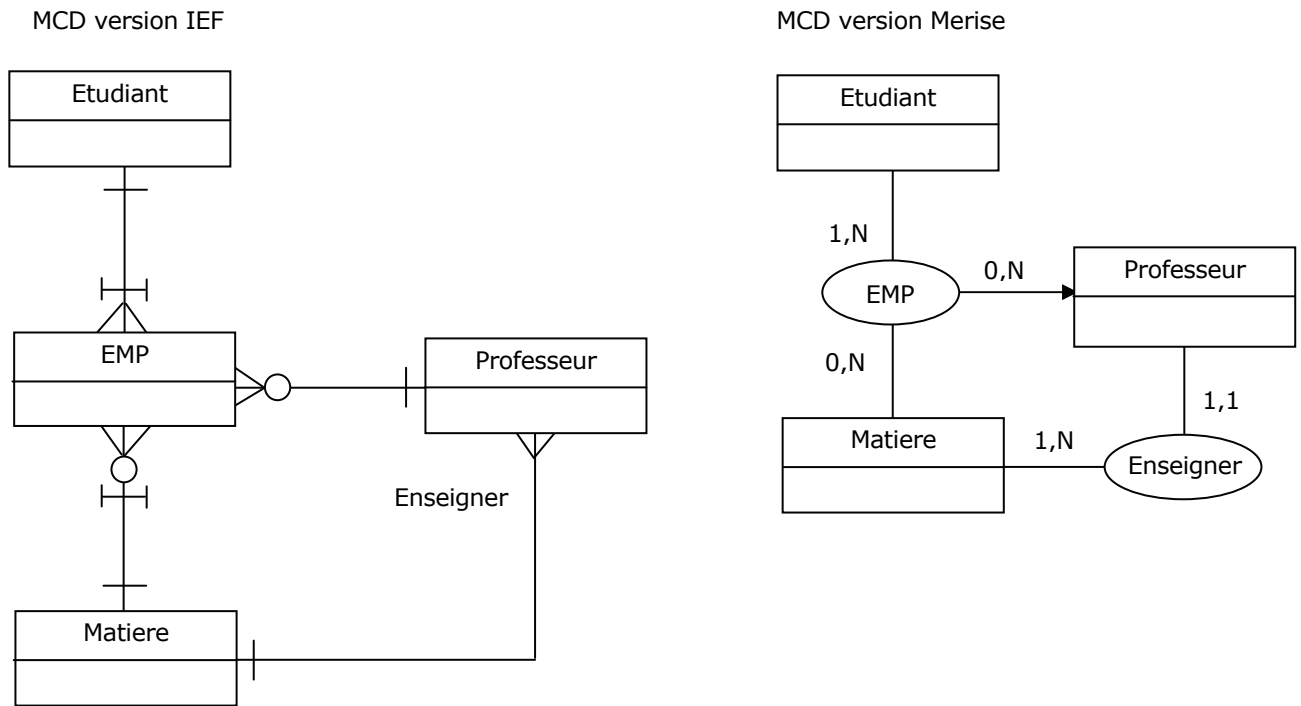 MCD version IEF
Etudiant
EMP
Professeur
Enseigner
Matiere
MCD version Merise
Etudiant
1,N
EMP
0,N
Professeur
0,N
1,1
Matiere
1,N
Enseigner